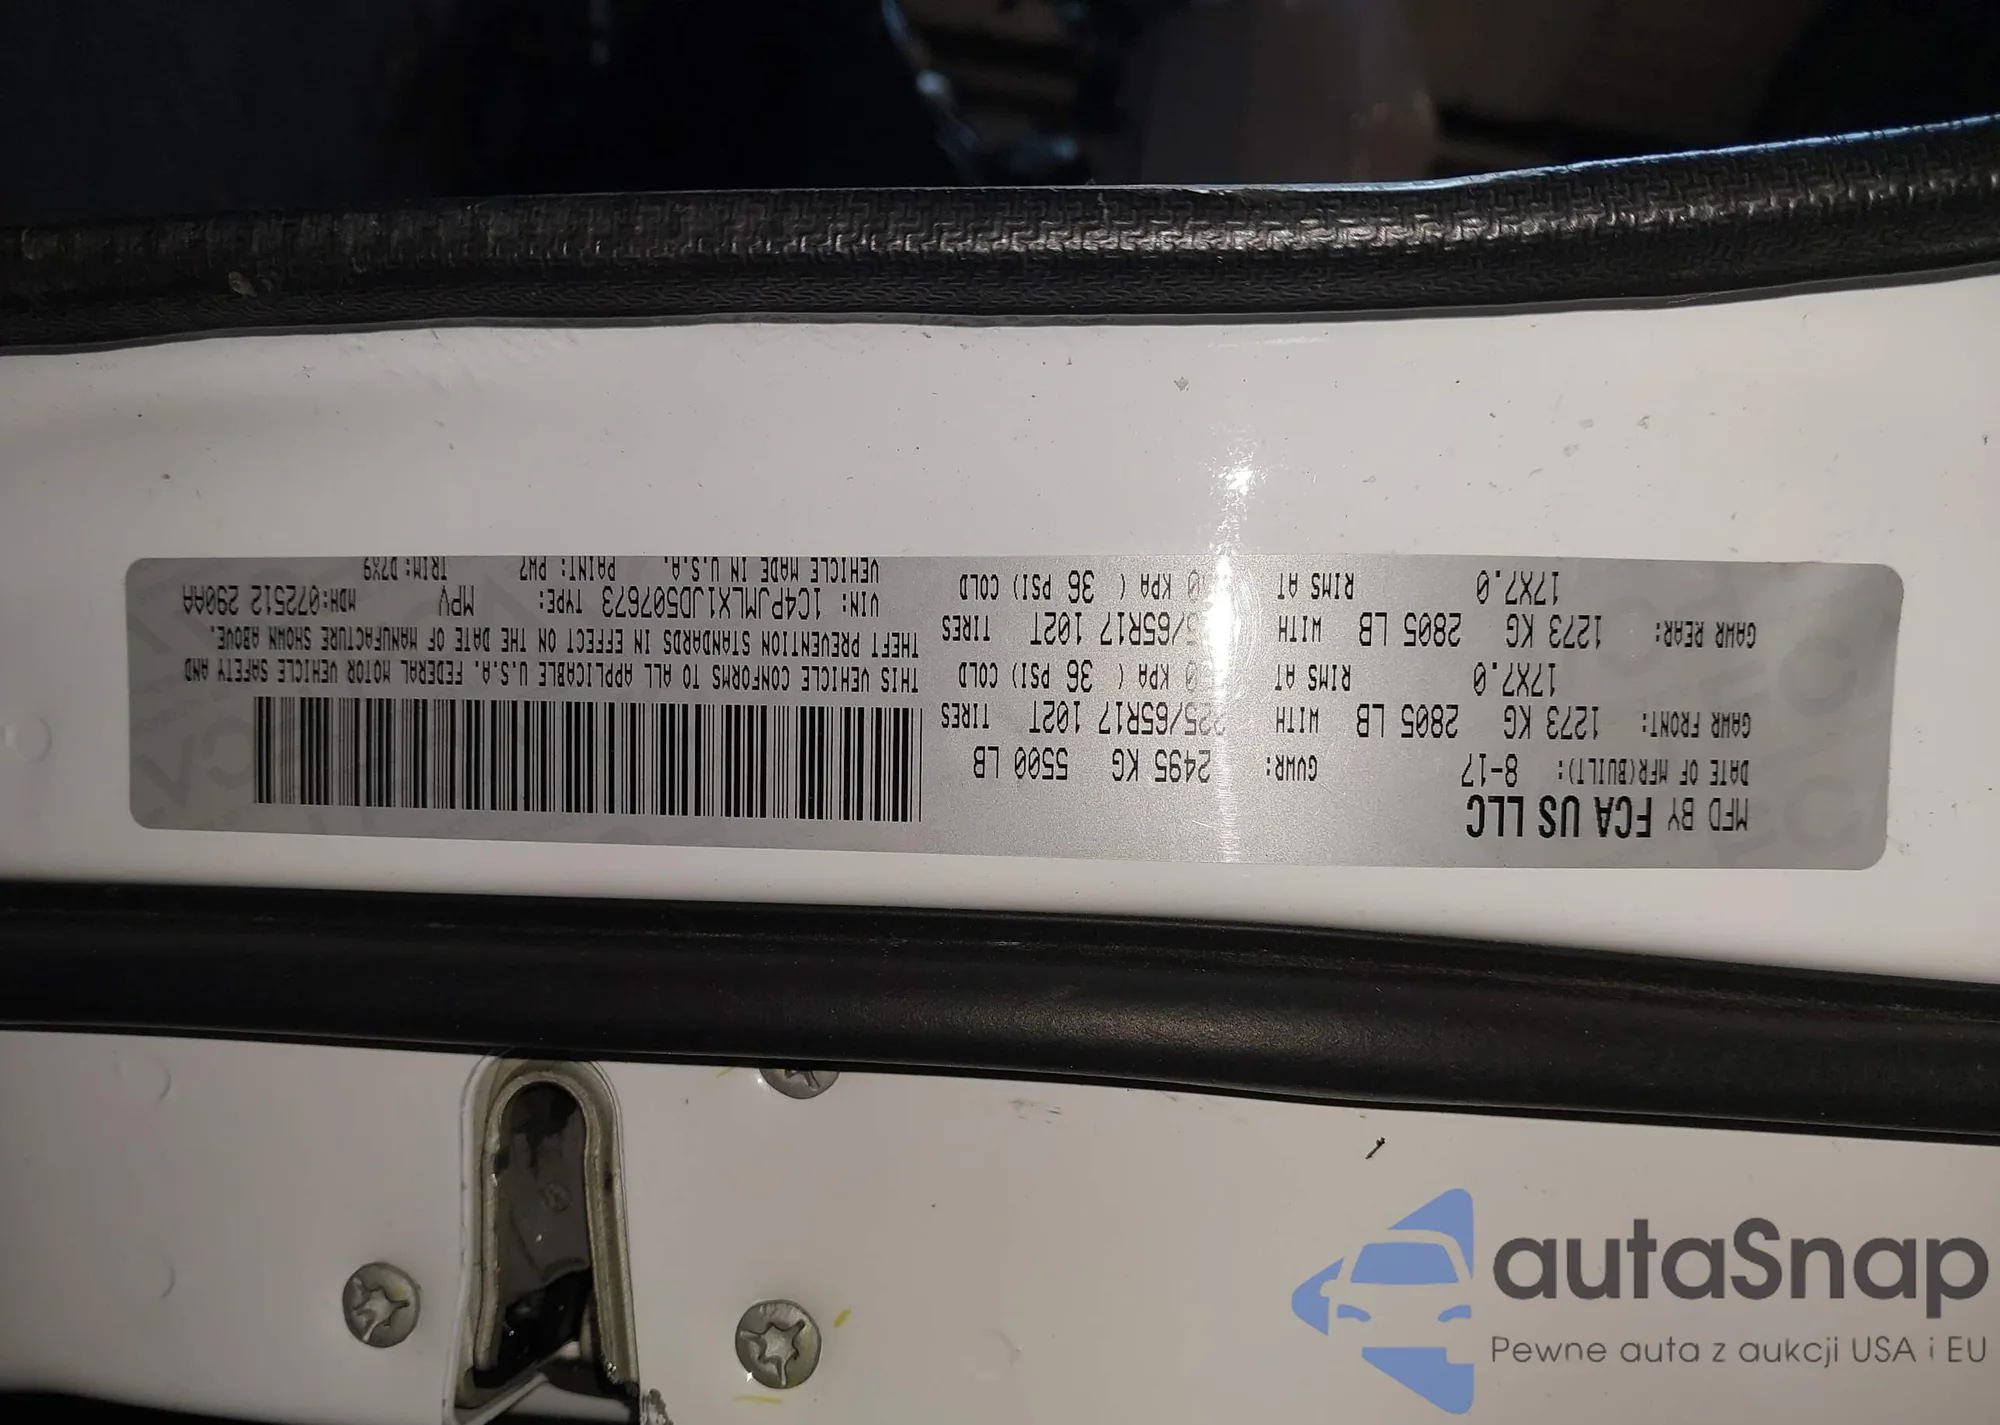 MFD BY FCA US LLC
DATE OF MFR(BUILT): 8-17 GVWR: 2495 KG 5500 LB
GAWR FRONT: 1273 KG 2805 LB WITH 225/65R17 102T TIRES
17X7.0 RIMS AT KPA ( 36 PSI) COLD
GAWR REAR: 1273 KG 2805 LB WITH 225/65R17 102T TIRES
17X7.0 RIMS AT KPA ( 36 PSI) COLD
THIS VEHICLE CONFORMS TO ALL APPLICABLE U.S.A. FEDERAL MOTOR VEHICLE SAFETY AND
THEFT PREVENTION STANDARDS IN EFFECT ON THE DATE OF MANUFACTURE SHOWN ABOVE.
VIN: 1C4PJMLX1JD507673 TYPE: MPV MDH:072512 290AA
VEHICLE MADE IN U.S.A. PAINT: PW7 TRIM: D7X9
autaSnap
Pewne auta z aukcji USA i EU